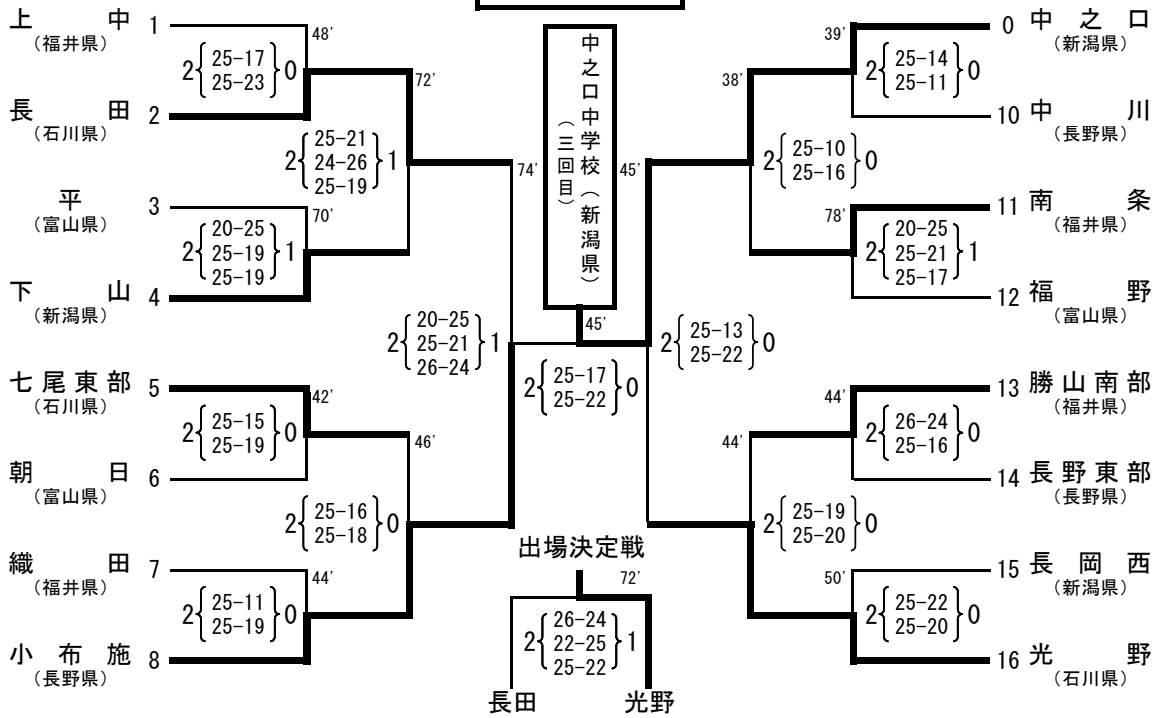 上中 1
（福井県）
48'
2 25-17 0
25-23
長田 2
（石川県）
72'
2 25-21 1
24-26
25-19
平 3
（富山県）
70'
2 20-25 1
25-19
25-19
下山 4
（新潟県）
74'
2 20-25 1
25-21
26-24
七尾東部 5
（石川県）
42'
2 25-15 0
25-19
朝日 6
（富山県）
46'
2 25-16 0
25-18
織田 7
（福井県）
44'
2 25-11 0
25-19
小布施 8
（長野県）
中之口中学校（新潟県）
（三回目）
45'
2 25-17 0
25-22
出場決定戦
72'
2 26-24 1
22-25
25-22
長田 光野
0 中之口
（新潟県）
39'
2 25-14 0
25-11
10 中川
（長野県）
38'
2 25-10 0
25-16
11 南条
（福井県）
78'
2 20-25 1
25-21
25-17
12 福野
（富山県）
45'
2 25-13 0
25-22
13 勝山南部
（福井県）
44'
2 26-24 0
25-16
14 長野東部
（長野県）
44'
2 25-19 0
25-20
15 長岡西
（新潟県）
50'
2 25-22 0
25-20
16 光野
（石川県）